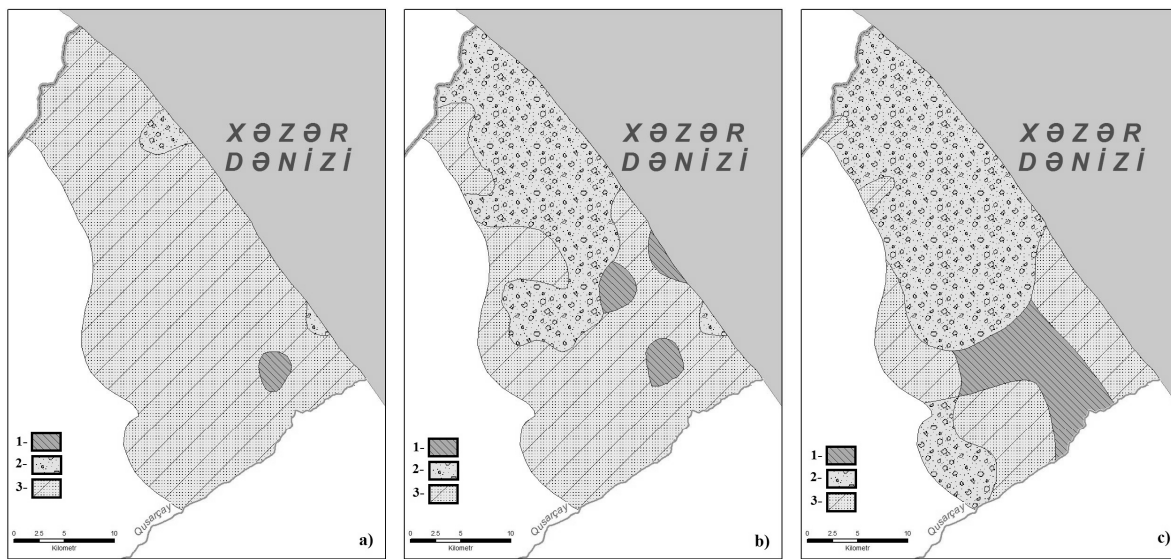 XƏZƏR
DƏNİZİ
1-
2-
3-
Qusarçay
0 2.5 5 10
Kilometr
a)
XƏZƏR
DƏNİZİ
1-
2-
3-
Qusarçay
0 2.5 5 10
Kilometr
b)
XƏZƏR
DƏNİZİ
1-
2-
3-
Qusarçay
0 2.5 5 10
Kilometr
c)